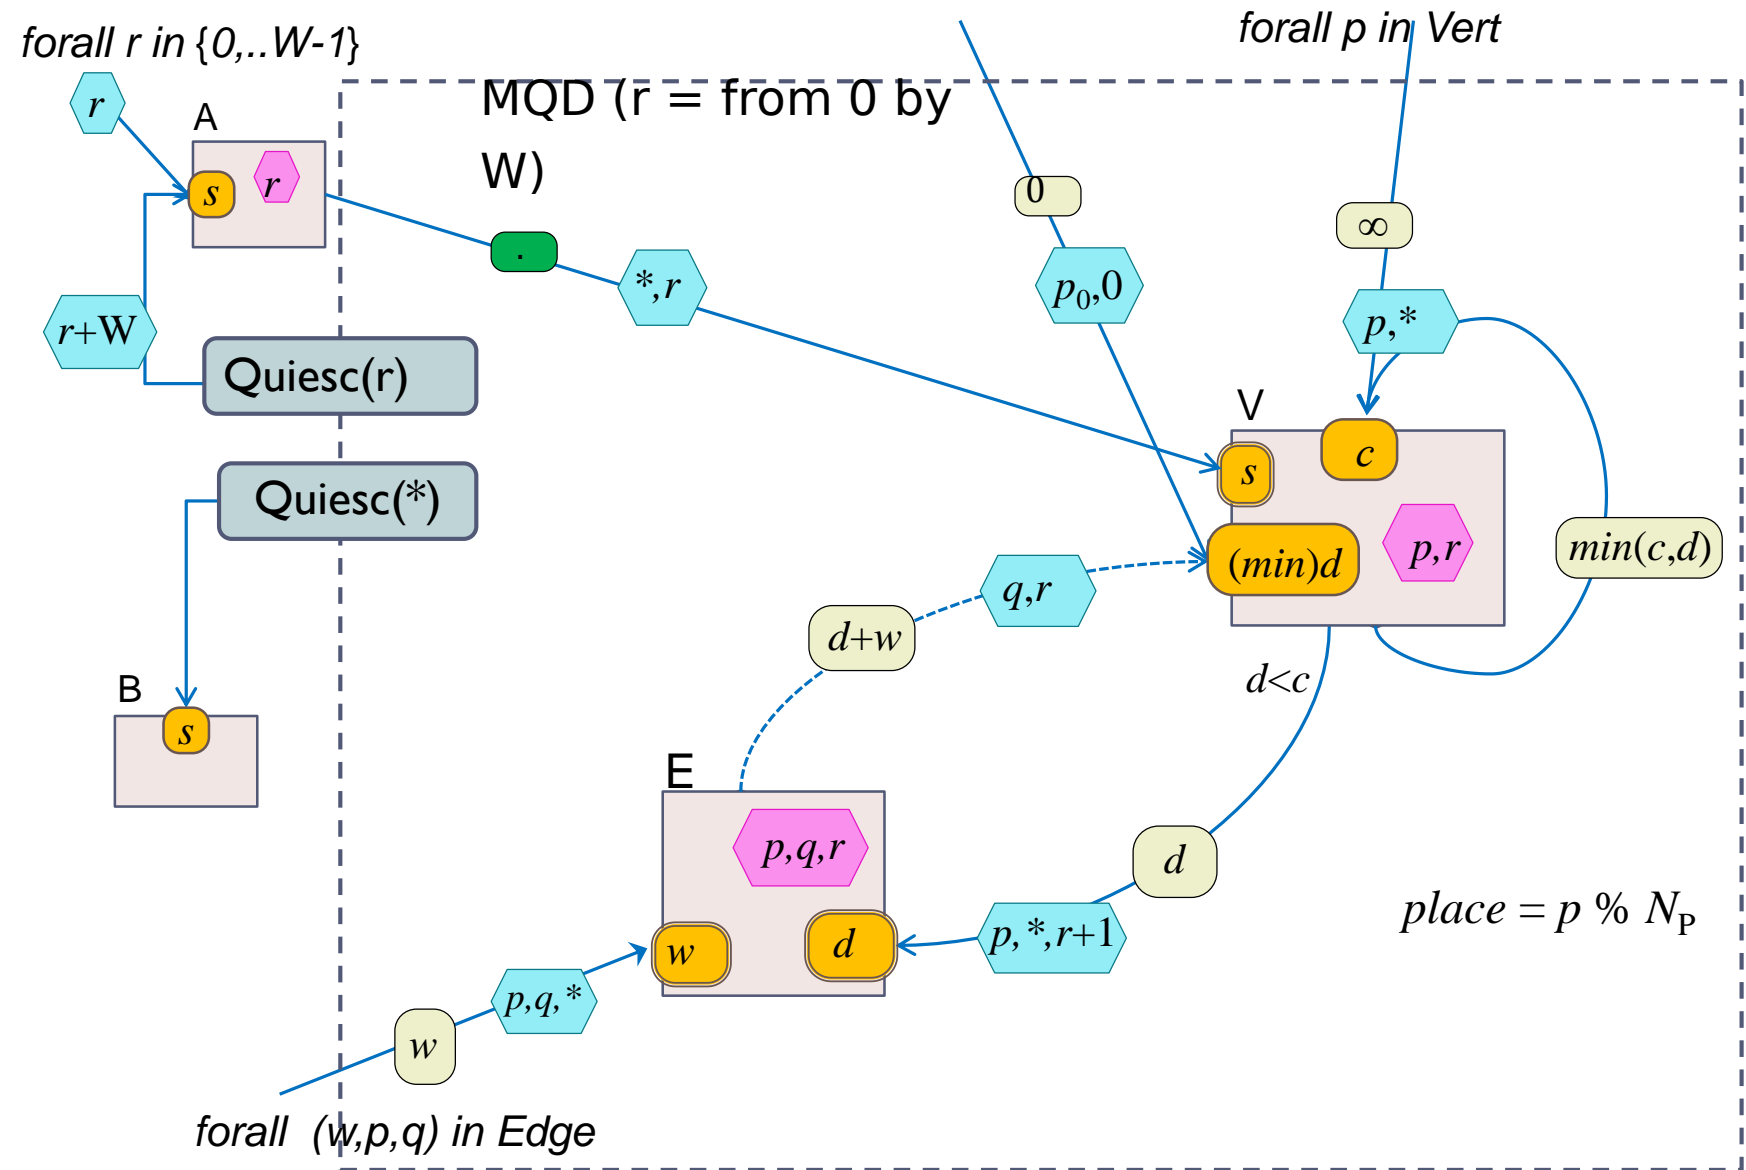 forall r in {0,..W-1}
forall p in Vert
MQD (r = from 0 by
W)
r
A
s
r
0
∞
.
*,r
p0,0
p,*
r+W
Quiesc(r)
V
c
s
Quiesc(*)
(min)d
p,r
min(c,d)
q,r
d+w
d<c
B
s
E
p,q,r
d
place = p % NP
w
d
p,*,r+1
p,q,*
w
forall (w,p,q) in Edge